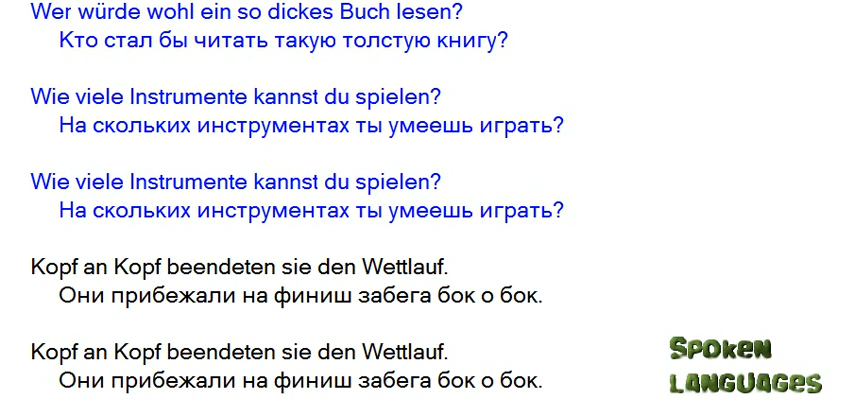 Wer würde wohl ein so dickes Buch lesen?
Кто стал бы читать такую толстую книгу?
Wie viele Instrumente kannst du spielen?
На скольких инструментах ты умеешь играть?
Wie viele Instrumente kannst du spielen?
На скольких инструментах ты умеешь играть?
Kopf an Kopf beendeten sie den Wettlauf.
Они прибежали на финиш забега бок о бок.
Kopf an Kopf beendeten sie den Wettlauf.
Они прибежали на финиш забега бок о бок.
Spoken
Languages